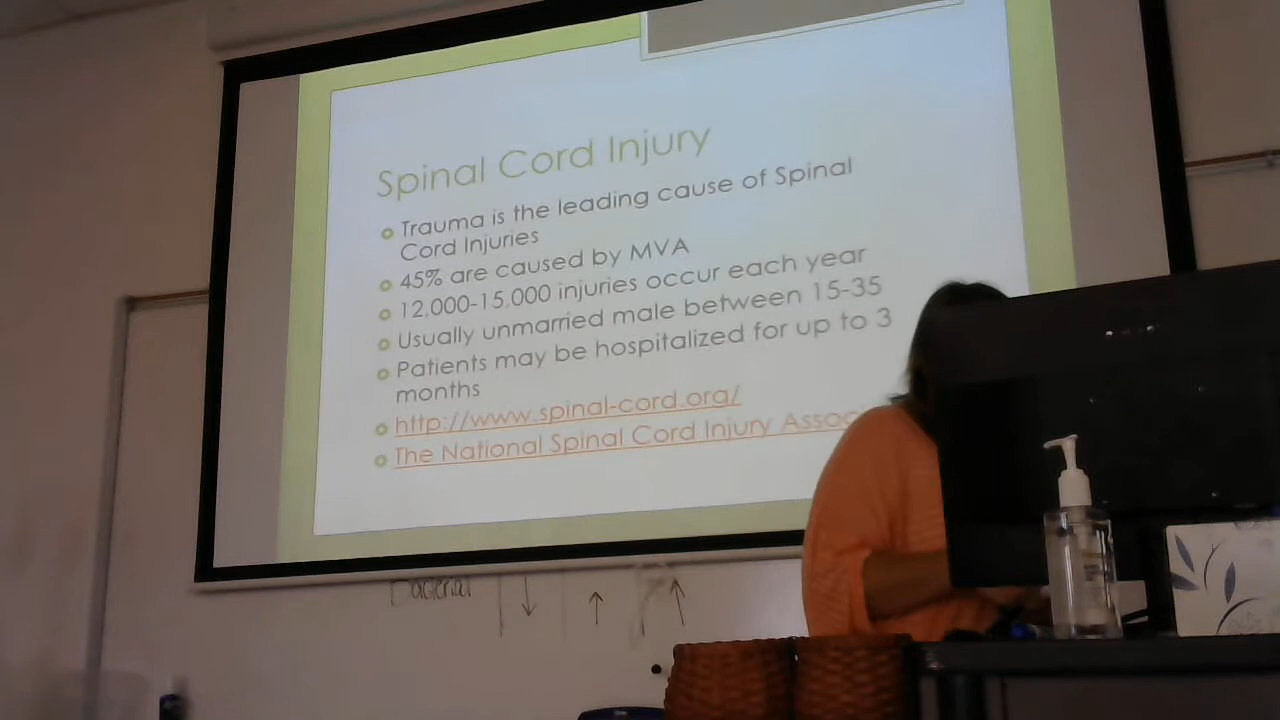 Spinal Cord Injury
Trauma is the leading cause of Spinal
Cord Injuries
45% are caused by MVA
12,000-15,000 injuries occur each year
Usually unmarried male between 15-35
Patients may be hospitalized for up to 3
months
http://www.spinal-cord.org/
The National Spinal Cord Injury Assoc
Bacterial